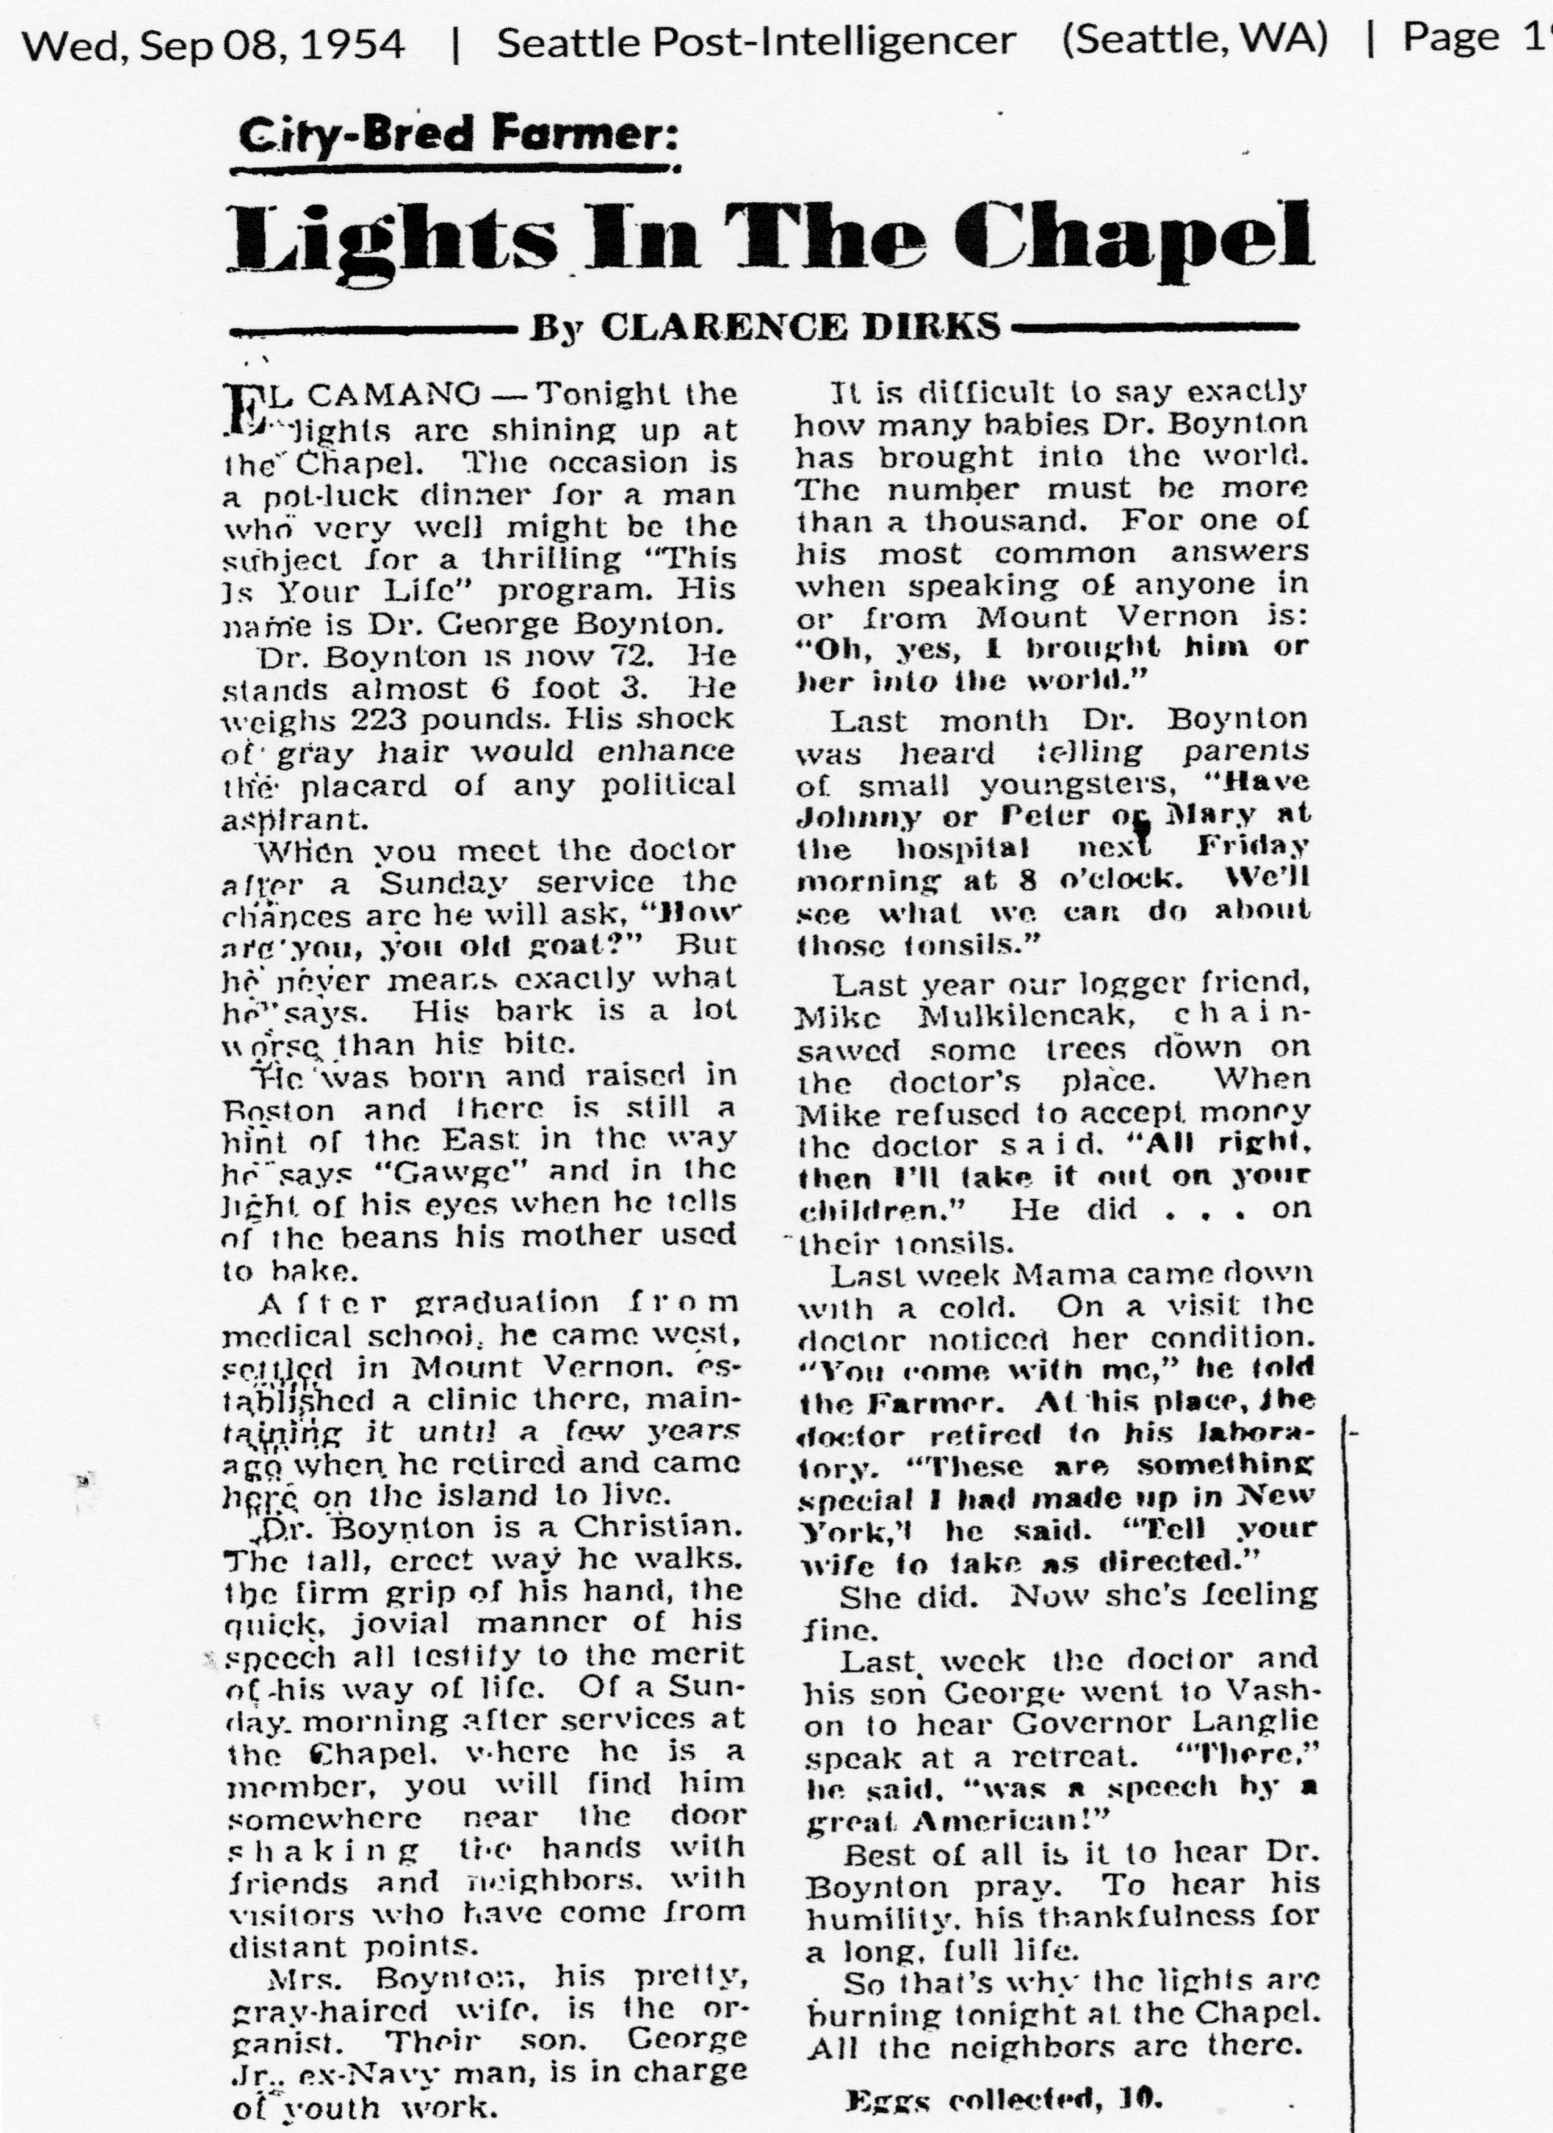 Wed, Sep 08, 1954 | Seattle Post-Intelligencer (Seattle, WA) | Page
City-Bred Farmer:
Lights In The Chapel
By CLARENCE DIRKS
EL CAMANO — Tonight the
lights are shining up at
the Chapel. The occasion is
a pot-luck dinner for a man
who very well might be the
subject for a thrilling "This
Is Your Life" program. His
name is Dr. George Boynton.
Dr. Boynton is now 72. He
stands almost 6 foot 3. He
weighs 223 pounds. His shock
of gray hair would enhance
the placard of any political
aspirant.
When you meet the doctor
after a Sunday service the
chances are he will ask, "How
are you, you old goat?" But
he never means exactly what
he says. His bark is a lot
worse than his bite.
He was born and raised in
Boston and there is still a
hint of the East in the way
he says "Gawge" and in the
light of his eyes when he tells
of the beans his mother used
to bake.
After graduation from
medical school, he came west,
settled in Mount Vernon, es-
tablished a clinic there, main-
taining it until a few years
ago when he retired and came
here on the island to live.
Dr. Boynton is a Christian.
The tall, erect way he walks,
the firm grip of his hand, the
quick, jovial manner of his
speech all testify to the merit
of his way of life. Of a Sun-
day morning after services at
the Chapel, where he is a
member, you will find him
somewhere near the door
shaking the hands with
friends and neighbors, with
visitors who have come from
distant points.
Mrs. Boynton, his pretty,
gray-haired wife, is the or-
ganist. Their son, George
Jr., ex-Navy man, is in charge
of youth work.
It is difficult to say exactly
how many babies Dr. Boynton
has brought into the world.
The number must be more
than a thousand. For one of
his most common answers
when speaking of anyone in
or from Mount Vernon is:
"Oh, yes, I brought him or
her into the world."
Last month Dr. Boynton
was heard telling parents
of small youngsters, "Have
Johnny or Peter or Mary at
the hospital next Friday
morning at 8 o'clock. We'll
see what we can do about
those tonsils."
Last year our logger friend,
Mike Mulkilencak, chain-
sawed some trees down on
the doctor's place. When
Mike refused to accept money
the doctor said, "All right,
then I'll take it out on your
children." He did . . . on
their tonsils.
Last week Mama came down
with a cold. On a visit the
doctor noticed her condition.
"You come with me," he told
the Farmer. At his place, the
doctor retired to his labora-
tory. "These are something
special I had made up in New
York," he said. "Tell your
wife to take as directed."
She did. Now she's feeling
fine.
Last week the doctor and
his son George went to Vash-
on to hear Governor Langlie
speak at a retreat. "There,"
he said, "was a speech by a
great American!"
Best of all is it to hear Dr.
Boynton pray. To hear his
humility, his thankfulness for
a long, full life.
So that's why the lights are
burning tonight at the Chapel.
All the neighbors are there.
Eggs collected, 10.